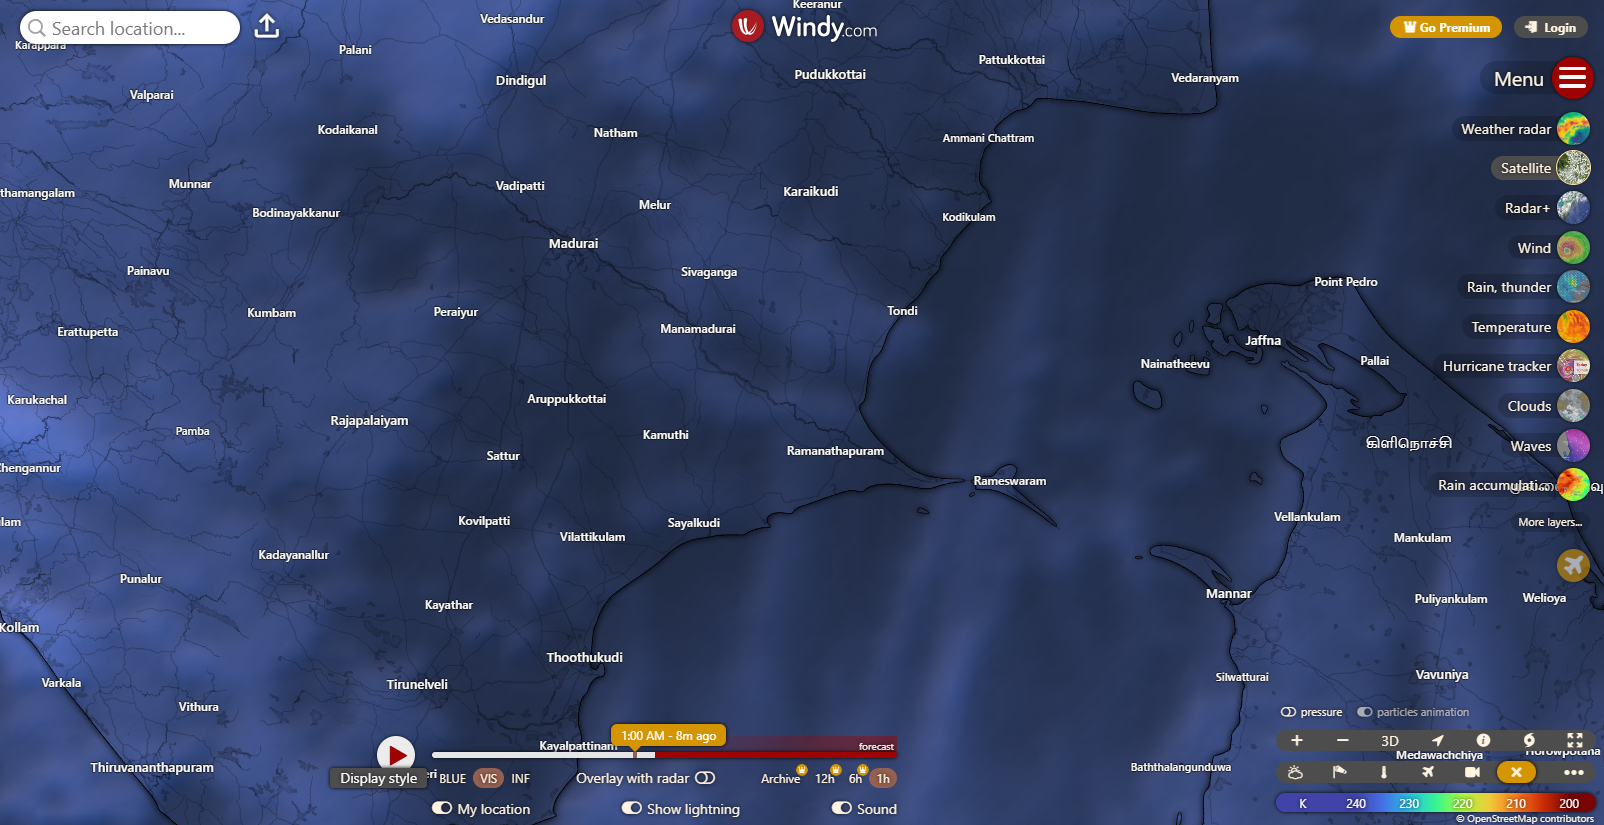 Search location...
Windy.com
Go Premium
Login
Menu
Weather radar
Satellite
Radar+
Wind
Rain, thunder
Temperature
Hurricane tracker
Clouds
Waves
Rain accumulati
More layers...
Keeranur
Vedasandur
Karappara
Palani
Pattukkottai
Pudukkottai
Vedaranyam
Dindigul
Valparai
Kodaikanal
Natham
Ammani Chattram
Munnar
Vadipatti
Karaikudi
thamangalam
Melur
Bodinayakkanur
Kodikulam
Madurai
Painavu
Sivaganga
Point Pedro
Kumbam
Peraiyur
Tondi
Erattupetta
Manamadurai
Jaffna
Nainatheevu
Pallai
Karukachal
Aruppukkottai
Rajapalaiyam
Pamba
Kamuthi
கிளிநொச்சி
Sattur
Ramanathapuram
Chengannur
Rameswaram
lam
Kovilpatti
Sayalkudi
Vellankulam
Vilattikulam
Mankulam
Kadayanallur
Punalur
Mannar
Puliyankulam
Welioya
Kayathar
Kollam
Thoothukudi
Vavuniya
Silwatturai
Varkala
Tirunelveli
Vithura
Kayalpattinam
Thiruvananthapuram
Baththalangunduwa
Medawachchiya
Horowpotana
pressure
particles animation
3D
1:00 AM - 8m ago
forecast
Display style
eri
BLUE
VIS
INF
Overlay with radar
Archive
12h
6h
1h
My location
Show lightning
Sound
K 240 230 220 210 200
© OpenStreetMap contributors